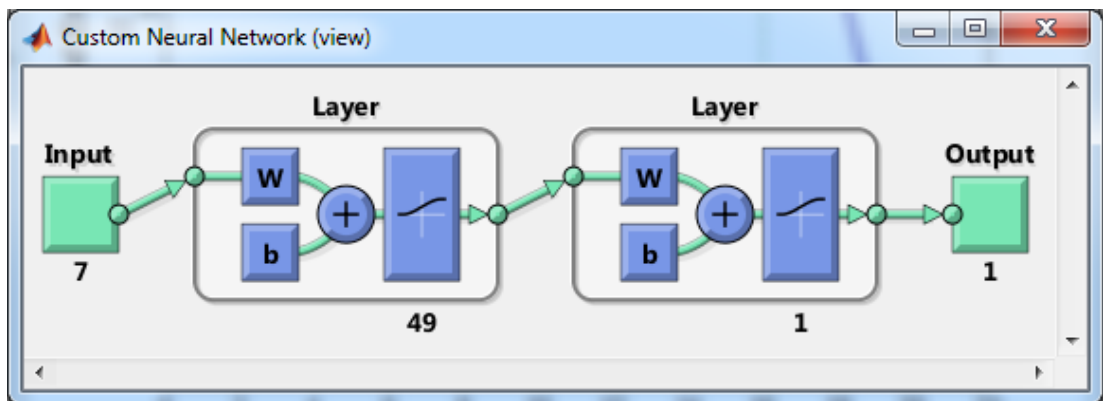 Custom Neural Network (view)
Layer Layer
Input Output
W W
b b
7 1
49 1